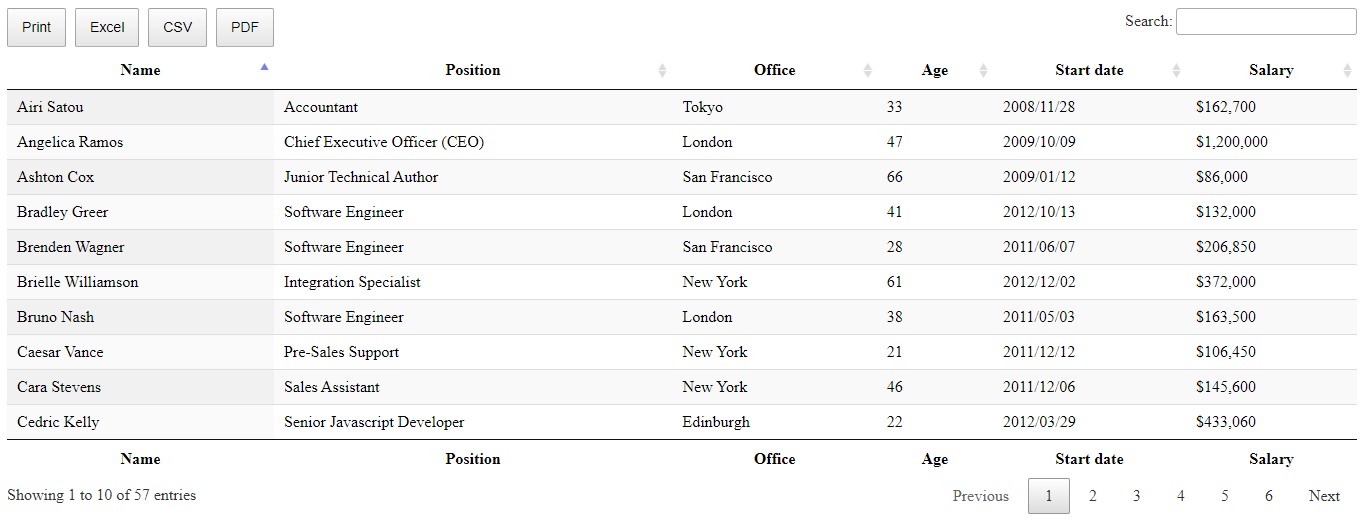 Print Excel CSV PDF Search:
Name Position Office Age Start date Salary
Airi Satou Accountant Tokyo 33 2008/11/28 $162,700
Angelica Ramos Chief Executive Officer (CEO) London 47 2009/10/09 $1,200,000
Ashton Cox Junior Technical Author San Francisco 66 2009/01/12 $86,000
Bradley Greer Software Engineer London 41 2012/10/13 $132,000
Brenden Wagner Software Engineer San Francisco 28 2011/06/07 $206,850
Brielle Williamson Integration Specialist New York 61 2012/12/02 $372,000
Bruno Nash Software Engineer London 38 2011/05/03 $163,500
Caesar Vance Pre-Sales Support New York 21 2011/12/12 $106,450
Cara Stevens Sales Assistant New York 46 2011/12/06 $145,600
Cedric Kelly Senior Javascript Developer Edinburgh 22 2012/03/29 $433,060
Name Position Office Age Start date Salary
Showing 1 to 10 of 57 entries Previous 1 2 3 4 5 6 Next